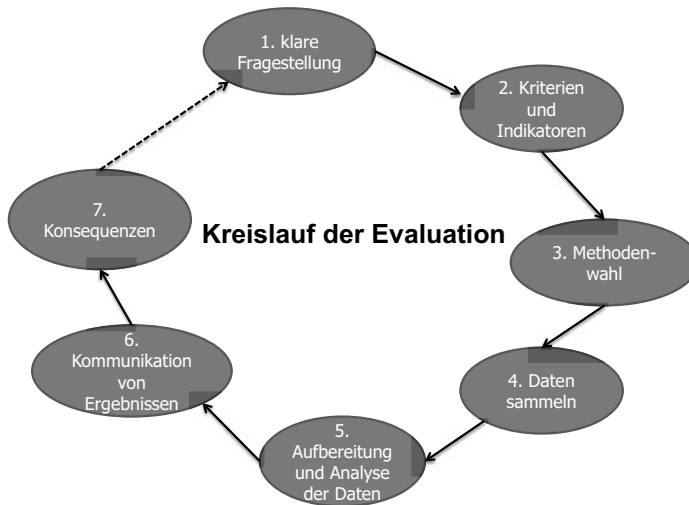 1. klare
Fragestellung
2. Kriterien
und
Indikatoren
3. Methoden-
wahl
4. Daten
sammeln
5.
Aufbereitung
und Analyse
der Daten
6.
Kommunikation
von
Ergebnissen
7.
Konsequenzen
Kreislauf der Evaluation